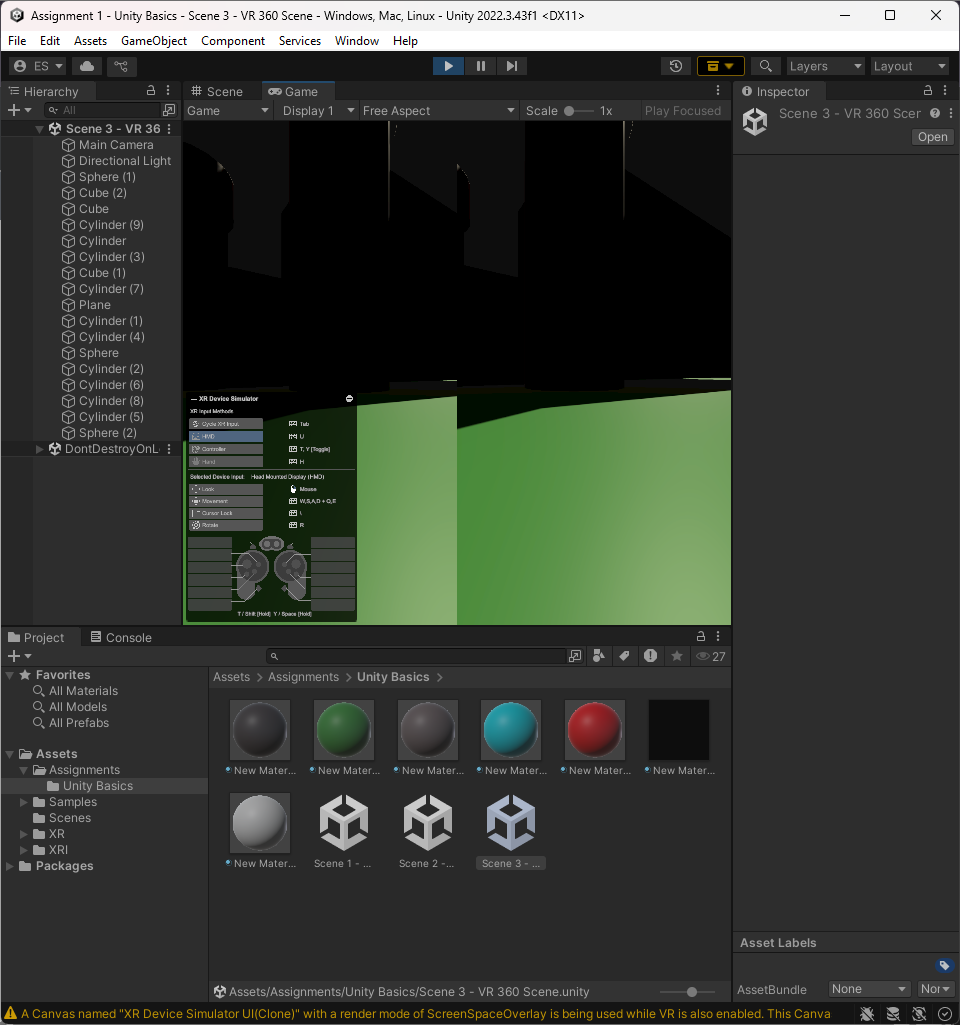 Assignment 1 - Unity Basics - Scene 3 - VR 360 Scene - Windows, Mac, Linux - Unity 2022.3.43f1 <DX11>
File Edit Assets GameObject Component Services Window Help
ES Layers Layout
Hierarchy Scene Game Inspector
All Game Display 1 Free Aspect Scale 1x Play Focused
Scene 3 - VR 360 Scer
Open
Scene 3 - VR 36
Main Camera
Directional Light
Sphere (1)
Cube (2)
Cube
Cylinder (9)
Cylinder
Cylinder (3)
Cube (1)
Cylinder (7)
Plane
Cylinder (1)
Cylinder (4)
Sphere
Cylinder (2)
Cylinder (6)
Cylinder (8)
Cylinder (5)
Sphere (2)
DontDestroyOnL
— XR Device Simulator
XR Input Methods
Cycle XR Input Tab
HMD U
Controller T, Y [Toggle]
Hand H
Selected Device Input: Head Mounted Display (HMD)
Look Mouse
Movement W,S,A,D + Q,E
Cursor Lock \
Rotate R
T / Shift [Hold] Y / Space [Hold]
Project Console
27
Favorites
All Materials
All Models
All Prefabs
Assets
Assignments
Unity Basics
Samples
Scenes
XR
XRI
Packages
Assets > Assignments > Unity Basics >
New Mater... New Mater... New Mater... New Mater... New Mater... New Mater...
New Mater... Scene 1 - ... Scene 2 -... Scene 3 - ...
Assets/Assignments/Unity Basics/Scene 3 - VR 360 Scene.unity
Asset Labels
AssetBundle None Nor
A Canvas named "XR Device Simulator UI(Clone)" with a render mode of ScreenSpaceOverlay is being used while VR is also enabled. This Canva